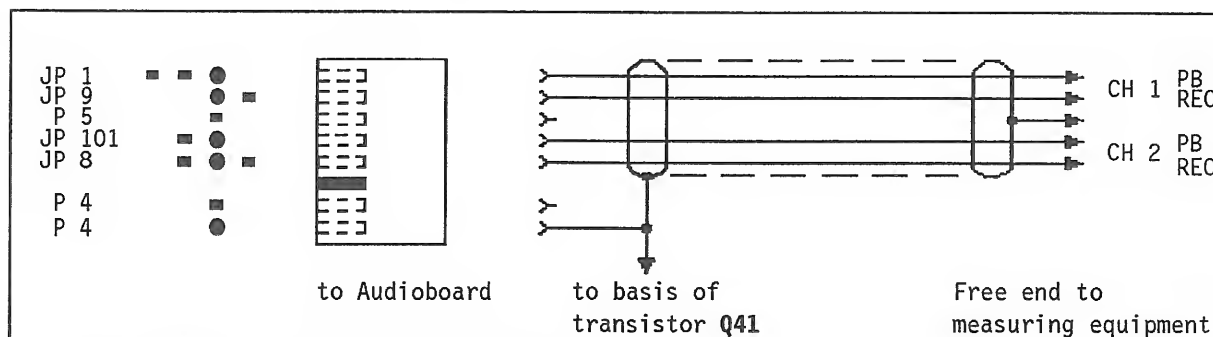 JP 1
JP 9
P 5
JP 101
JP 8
P 4
P 4
CH 1 PB
REC
CH 2 PB
REC
to Audioboard
to basis of
transistor Q41
Free end to
measuring equipment